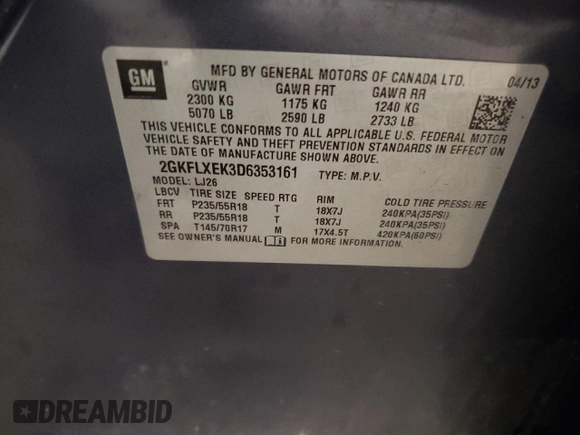 GM
MFD BY GENERAL MOTORS OF CANADA LTD. 04/13
GVWR GAWR FRT GAWR RR
2300 KG 1175 KG 1240 KG
5070 LB 2590 LB 2733 LB
THIS VEHICLE CONFORMS TO ALL APPLICABLE U.S. FEDERAL MOTOR
VEHICLE SAFETY AND THEFT PREVENTION STANDARDS IN EFFECT ON
THE DATE OF MANUFACTURE SHOWN ABOVE.
2GKFLXEK3D6353161 TYPE: M.P.V.
MODEL: LJ26
LBCV TIRE SIZE SPEED RTG RIM COLD TIRE PRESSURE
FRT P235/55R18 T 18X7J 240KPA(35PSI)
RR P235/55R18 T 18X7J 240KPA(35PSI)
SPA T145/70R17 M 17X4.5T 420KPA(60PSI)
SEE OWNER'S MANUAL FOR MORE INFORMATION.
DREAMBID